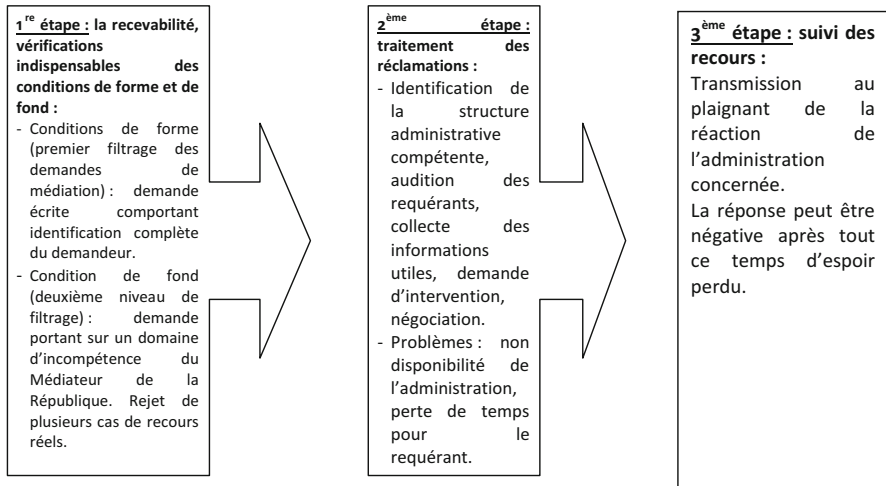 1re étape : la recevabilité,
vérifications
indispensables des
conditions de forme et de
fond :
- Conditions de forme
(premier filtrage des
demandes de
médiation) : demande
écrite comportant
identification complète
du demandeur.
- Condition de fond
(deuxième niveau de
filtrage) : demande
portant sur un domaine
d’incompétence du
Médiateur de la
République. Rejet de
plusieurs cas de recours
réels.
2ème étape :
traitement des
réclamations :
- Identification de
la structure
administrative
compétente,
audition des
requérants,
collecte des
informations
utiles, demande
d’intervention,
négociation.
- Problèmes : non
disponibilité de
l’administration,
perte de temps
pour le
requérant.
3ème étape : suivi des
recours :
Transmission au
plaignant de la
réaction de
l’administration
concernée.
La réponse peut être
négative après tout
ce temps d’espoir
perdu.